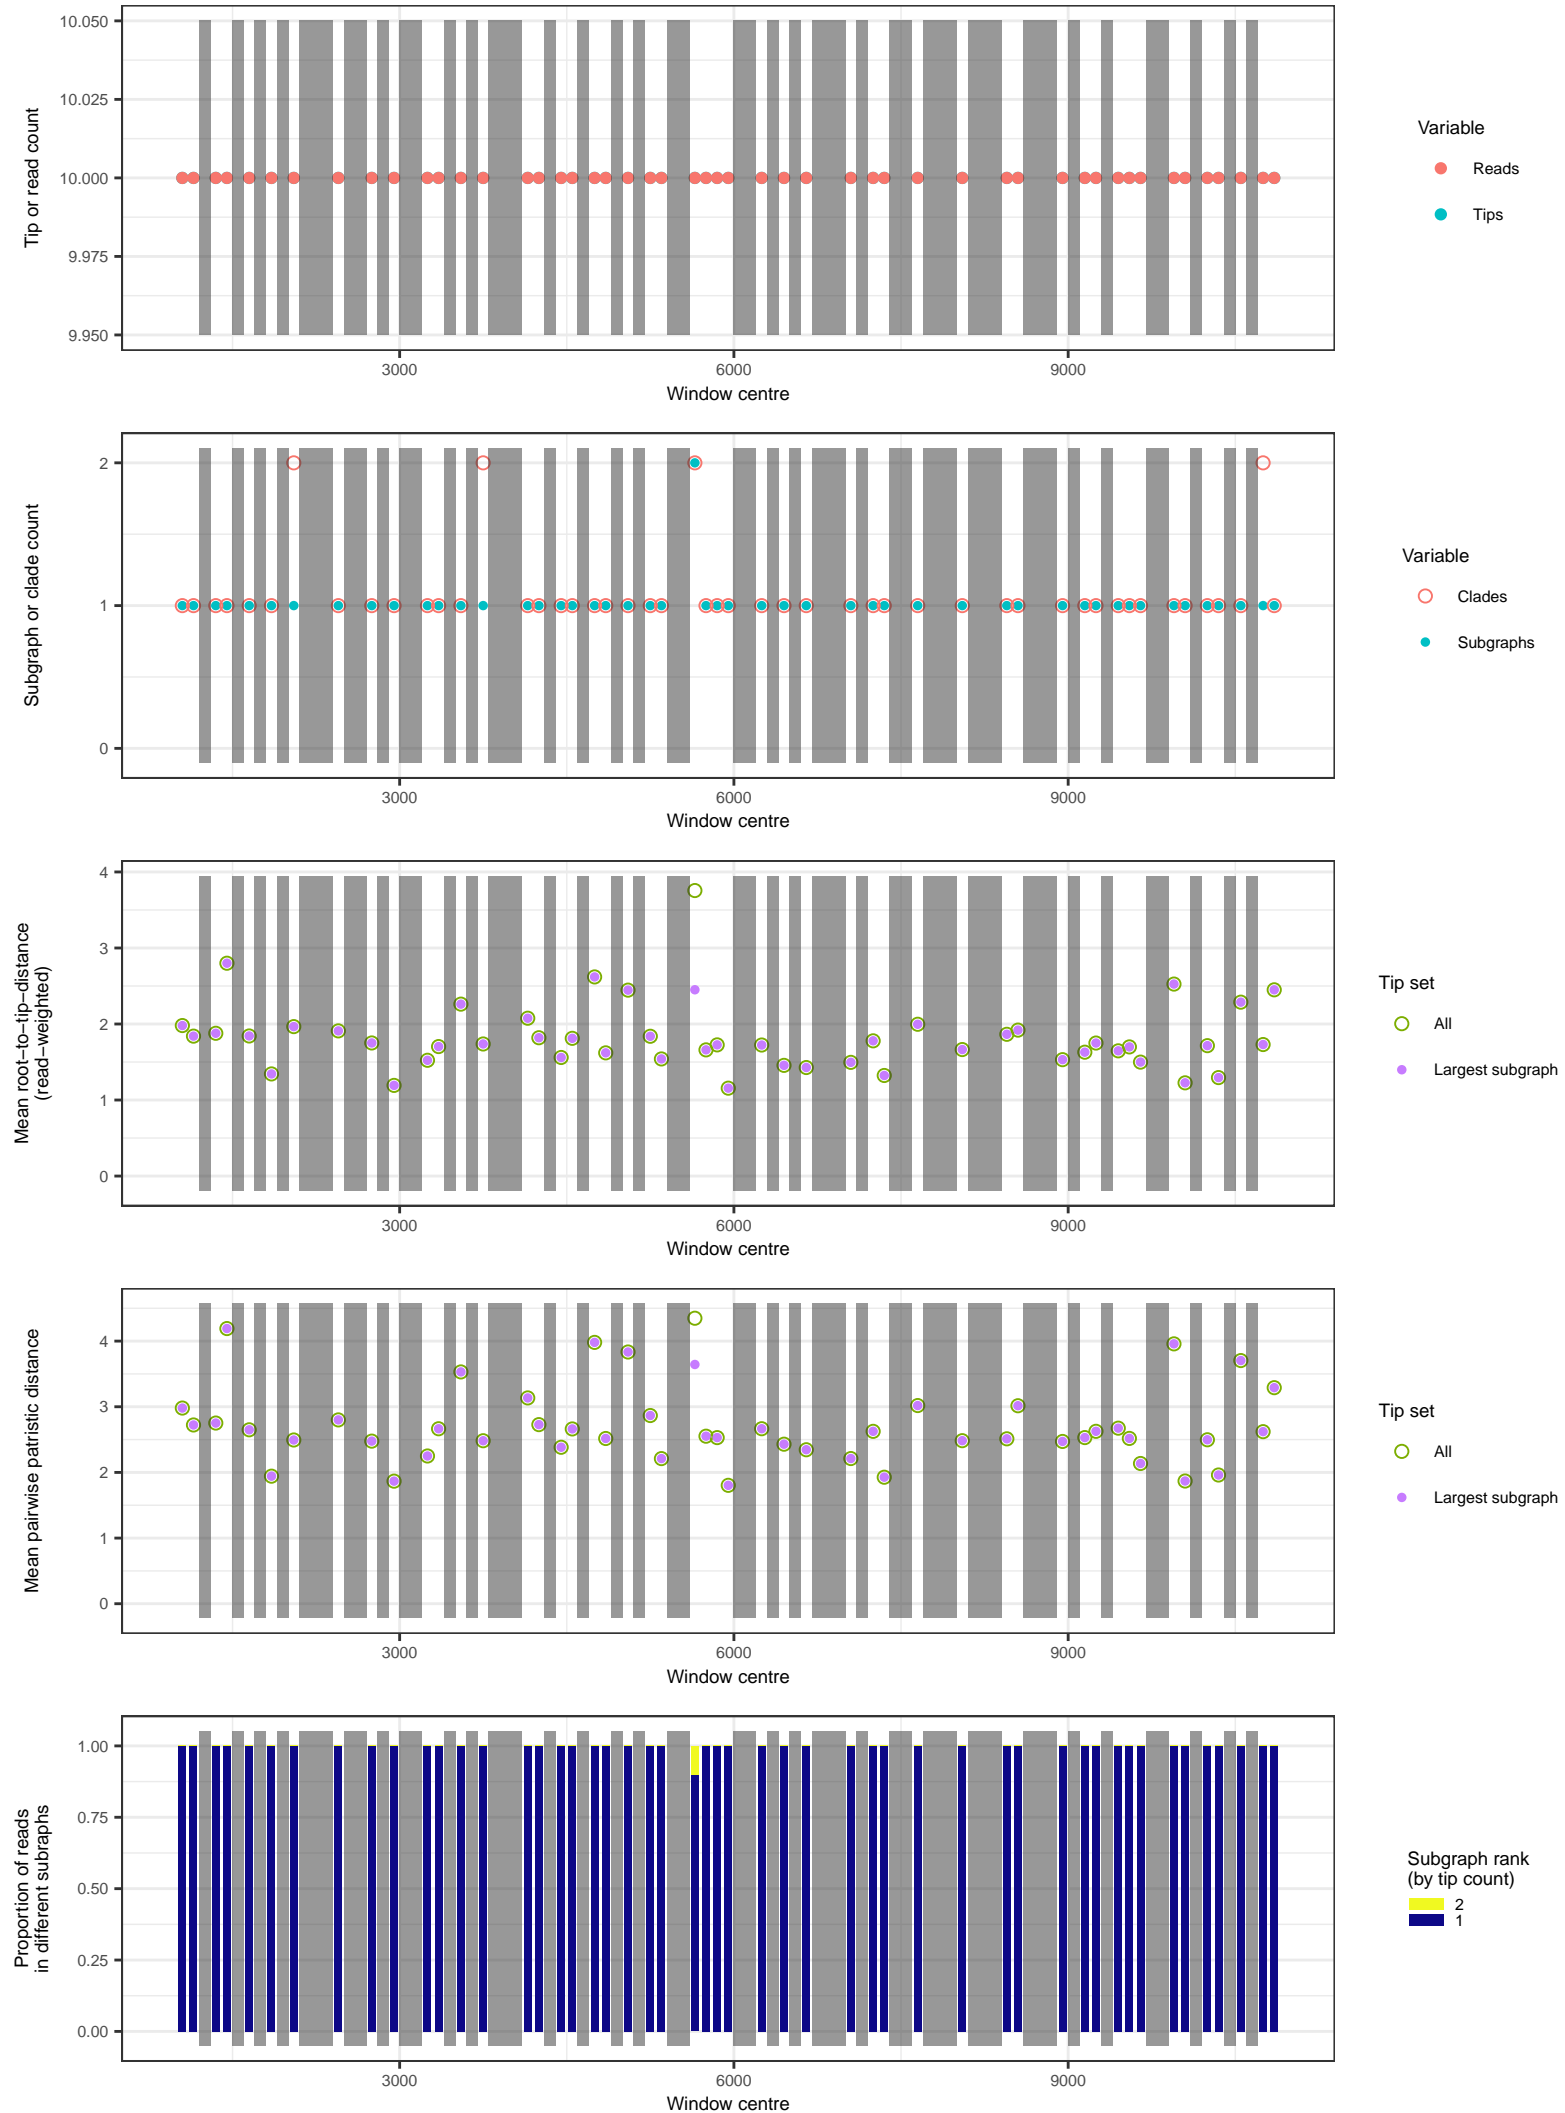 10.050
10.025
10.000
9.975
9.950
Tip or read count
3000
6000
9000
Window centre
Variable
Reads
Tips
2
1
0
Subgraph or clade count
3000
6000
9000
Window centre
Variable
Clades
Subgraphs
4
3
2
1
0
Mean root−to−tip−distance
(read−weighted)
3000
6000
9000
Window centre
Tip set
All
Largest subgraph
4
3
2
1
0
Mean pairwise patristic distance
3000
6000
9000
Window centre
Tip set
All
Largest subgraph
1.00
0.75
0.50
0.25
0.00
Proportion of reads
in different subraphs
3000
6000
9000
Window centre
Subgraph rank
(by tip count)
2
1